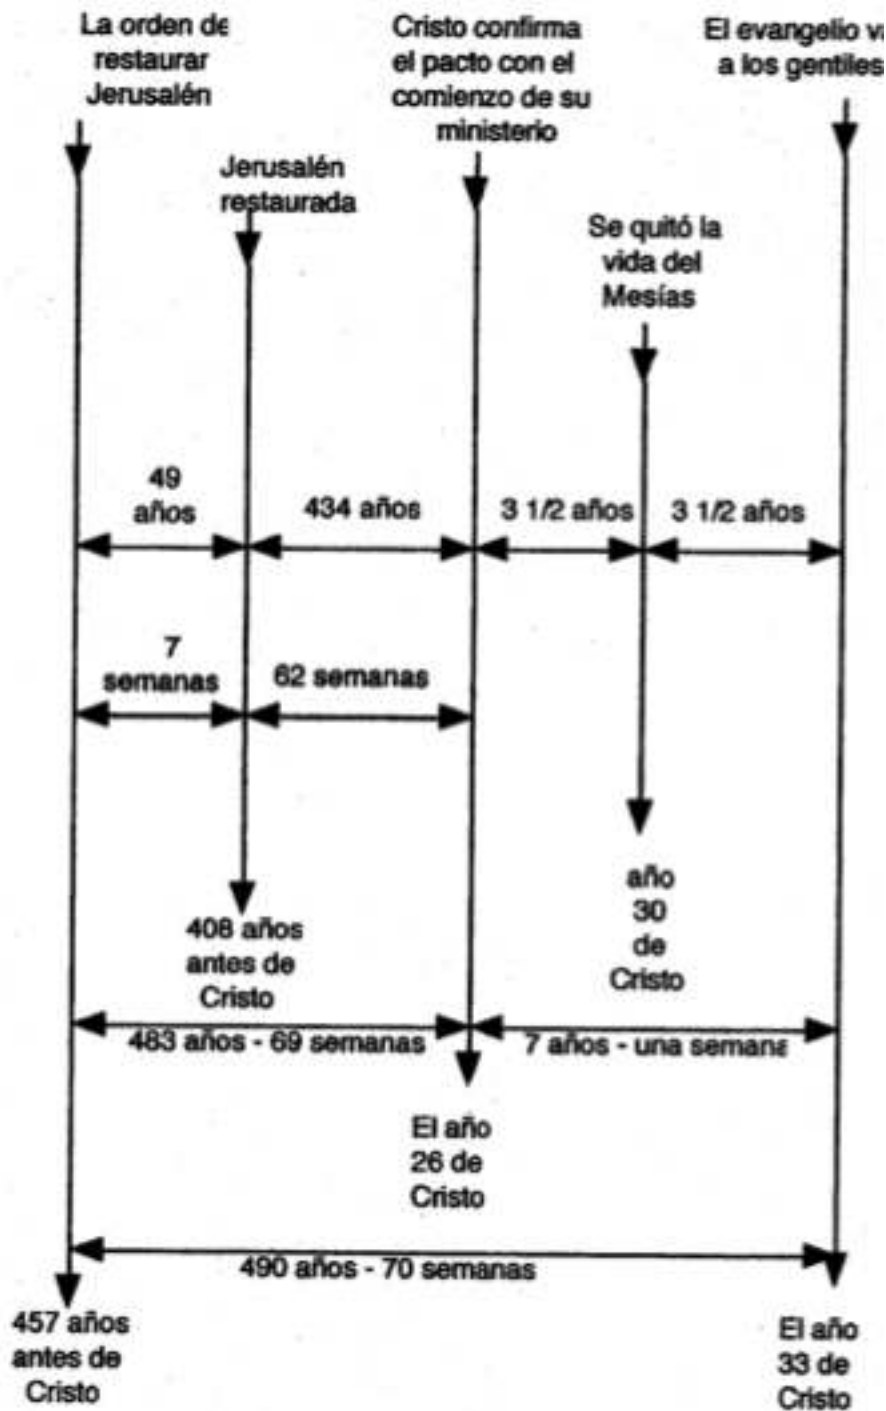 La orden de
restaurar
Jerusalén
Cristo confirma
el pacto con el
comienzo de su
ministerio
El evangelio va
a los gentiles
Jerusalén
restaurada
Se quitó la
vida del
Mesías
49
años
434 años
3 1/2 años
3 1/2 años
7
semanas
62 semanas
408 años
antes de
Cristo
año
30
de
Cristo
483 años - 69 semanas
7 años - una semana
El año
26 de
Cristo
490 años - 70 semanas
457 años
antes de
Cristo
El año
33 de
Cristo